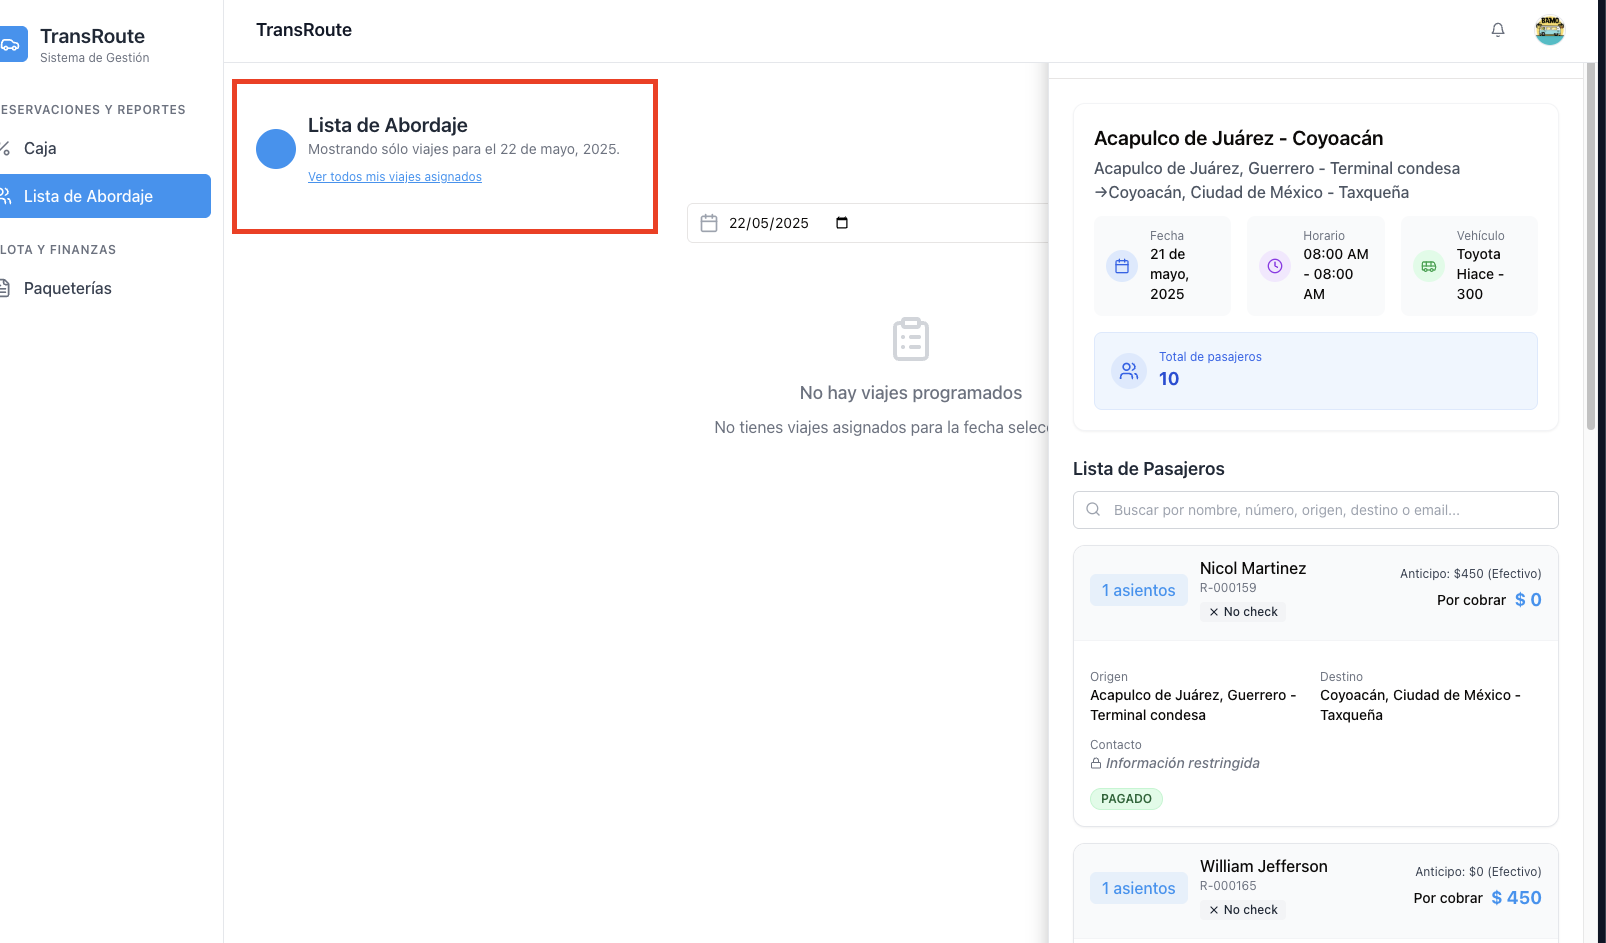 TransRoute
Sistema de Gestión
ESERVACIONES Y REPORTES
Caja
Lista de Abordaje
LOTA Y FINANZAS
Paqueterías
TransRoute
BAMO
Lista de Abordaje
Mostrando sólo viajes para el 22 de mayo, 2025.
Ver todos mis viajes asignados
22/05/2025
No hay viajes programados
No tienes viajes asignados para la fecha selec
Acapulco de Juárez - Coyoacán
Acapulco de Juárez, Guerrero - Terminal condesa
→Coyoacán, Ciudad de México - Taxqueña
Fecha
21 de
mayo,
2025
Horario
08:00 AM
- 08:00
AM
Vehículo
Toyota
Hiace -
300
Total de pasajeros
10
Lista de Pasajeros
Buscar por nombre, número, origen, destino o email...
1 asientos
Nicol Martinez
R-000159
× No check
Anticipo: $450 (Efectivo)
Por cobrar $ 0
Origen
Acapulco de Juárez, Guerrero -
Terminal condesa
Destino
Coyoacán, Ciudad de México -
Taxqueña
Contacto
Información restringida
PAGADO
1 asientos
William Jefferson
R-000165
× No check
Anticipo: $0 (Efectivo)
Por cobrar $ 450